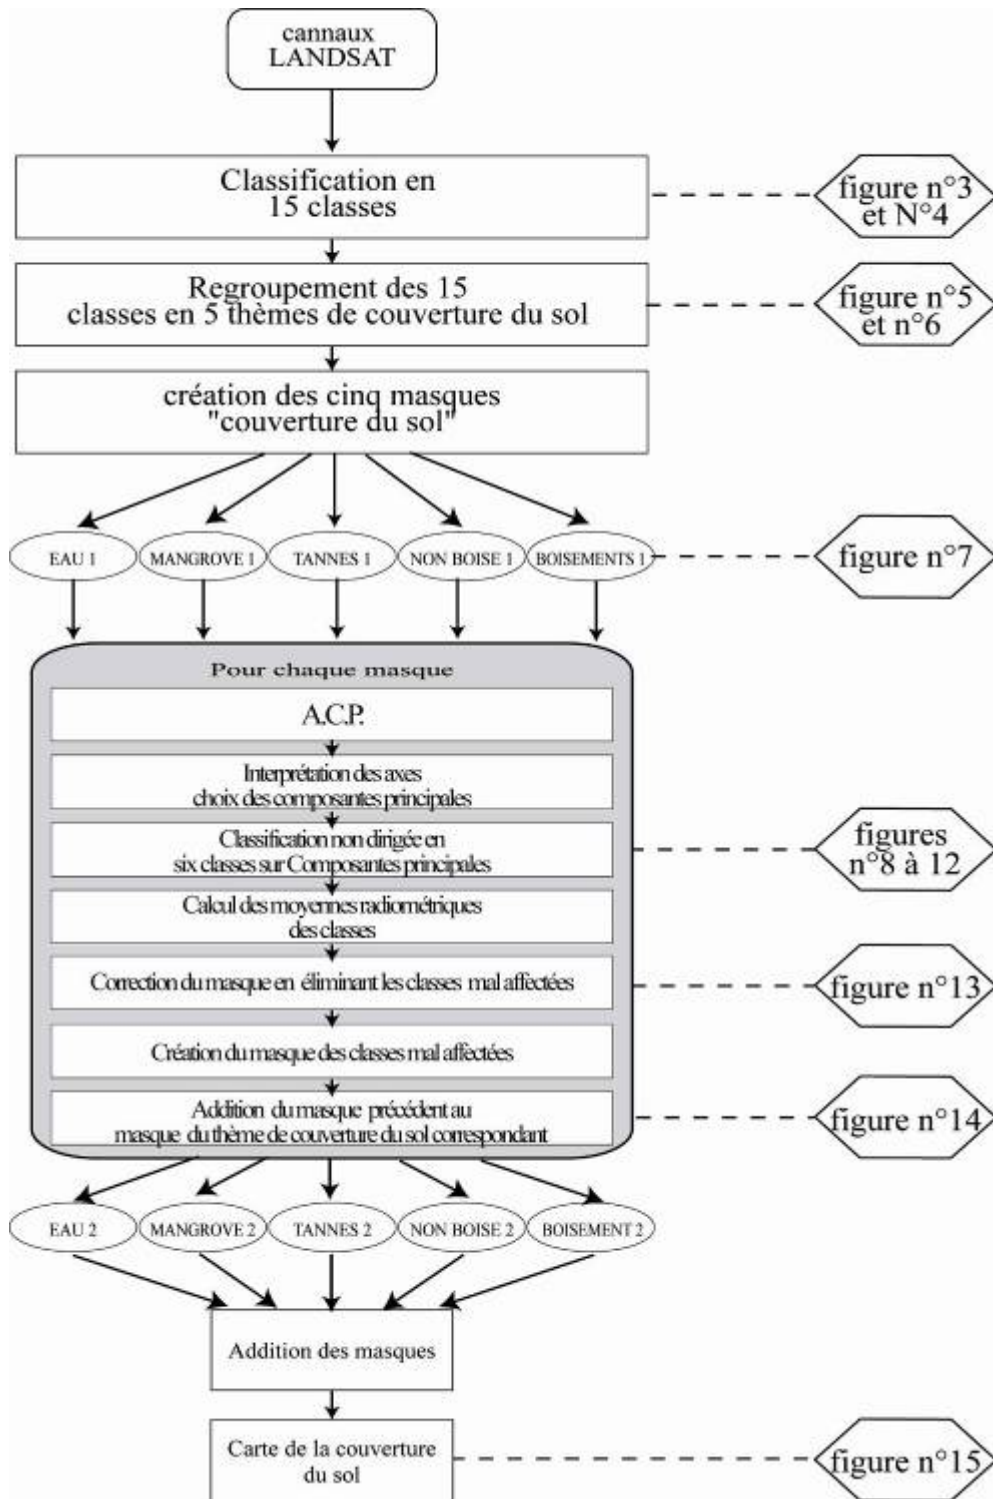 cannaux
LANDSAT
Classification en
15 classes
figure n°3
et N°4
Regroupement des 15
classes en 5 thèmes de couverture du sol
figure n°5
et n°6
création des cinq masques
"couverture du sol"
EAU 1
MANGROVE 1
TANNES 1
NON BOISE 1
BOISEMENTS 1
figure n°7
Pour chaque masque
A.C.P.
Interprétation des axes
choix des composantes principales
Classification non dirigée en
six classes sur Composantes principales
figures
n°8 à 12
Calcul des moyennes radiométriques
des classes
Correction du masque en éliminant les classes mal affectées
figure n°13
Création du masque des classes mal affectées
Addition du masque précédent au
masque du thème de couverture du sol correspondant
figure n°14
EAU 2
MANGROVE 2
TANNES 2
NON BOISE 2
BOISEMENT 2
Addition des masques
Carte de la couverture
du sol
figure n°15